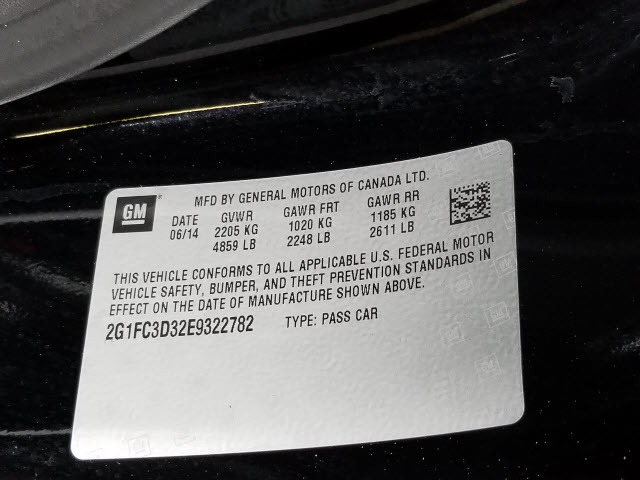 GM
MFD BY GENERAL MOTORS OF CANADA LTD.
DATE GVWR GAWR FRT GAWR RR
06/14 2205 KG 1020 KG 1185 KG
4859 LB 2248 LB 2611 LB
THIS VEHICLE CONFORMS TO ALL APPLICABLE U.S. FEDERAL MOTOR
VEHICLE SAFETY, BUMPER, AND THEFT PREVENTION STANDARDS IN
EFFECT ON THE DATE OF MANUFACTURE SHOWN ABOVE.
2G1FC3D32E9322782 TYPE: PASS CAR